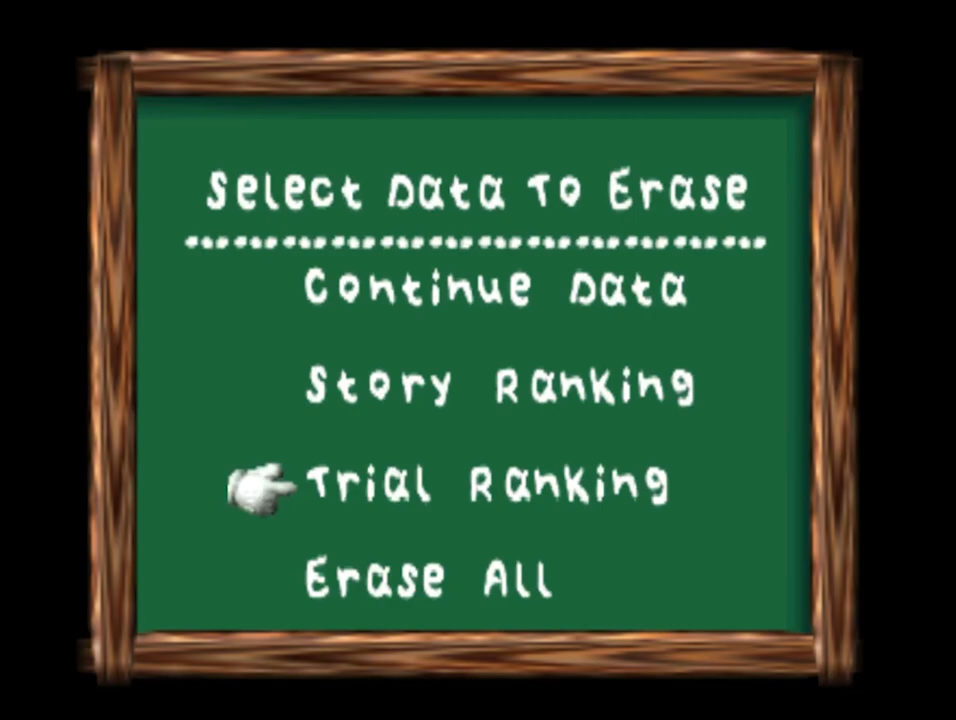 Select Data To Erase
Continue Data
Story Ranking
Trial Ranking
Erase All